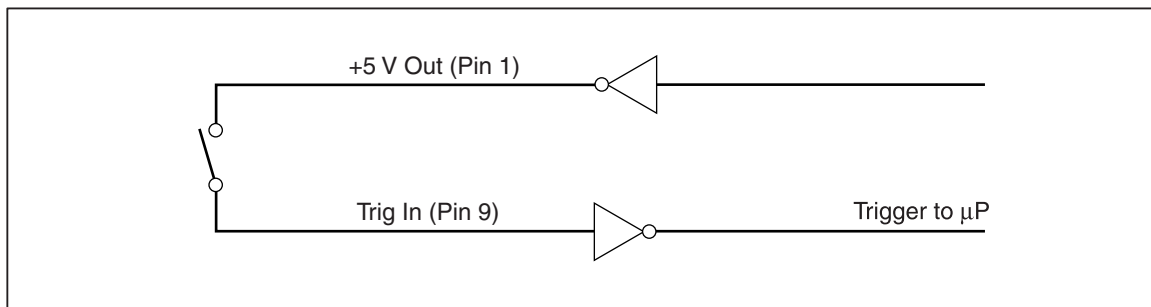 +5 V Out (Pin 1)
Trig In (Pin 9)
Trigger to μP